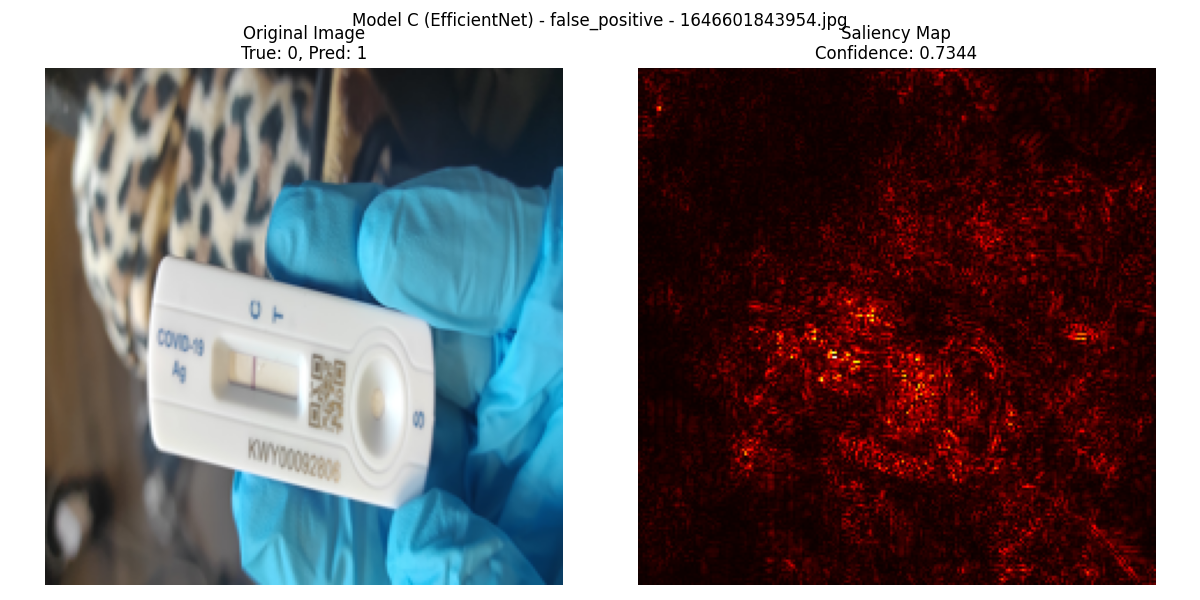 Model C (EfficientNet) - false_positive - 1646601843954.jpg
Original Image
True: 0, Pred: 1
Saliency Map
Confidence: 0.7344
C
T
COVID-19
Ag
S
KWY00092806